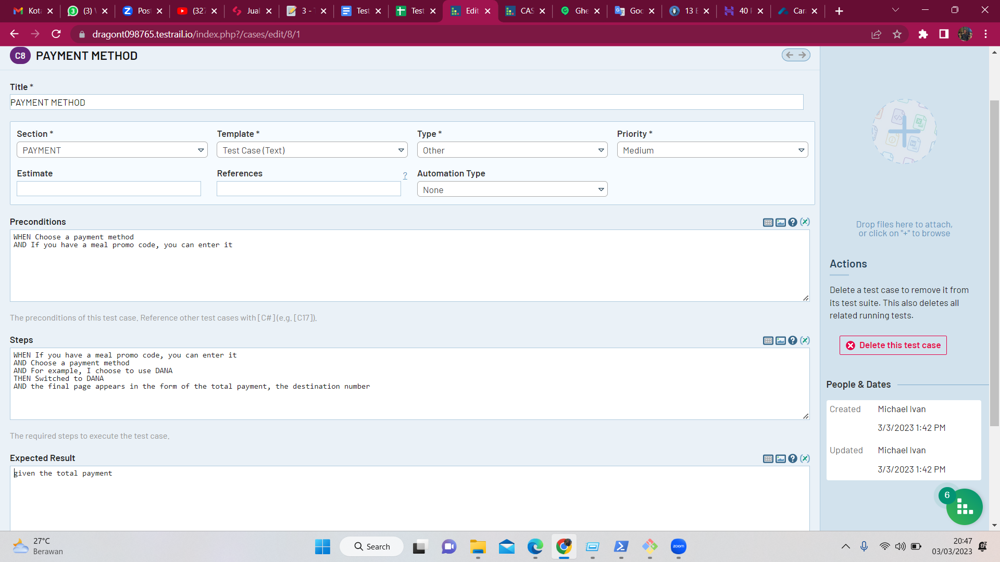 Kot
(3)
Pos
(32
Jual
3 -
Test
Test
Edit
CAS
Ghe
Goo
13 E
40 F
Car
dragont098765.testrail.io/index.php?/cases/edit/8/1
C8 PAYMENT METHOD
Title *
PAYMENT METHOD
Section * Template * Type * Priority *
PAYMENT Test Case (Text) Other Medium
Estimate References ? Automation Type
None
Preconditions
WHEN Choose a payment method
AND If you have a meal promo code, you can enter it
The preconditions of this test case. Reference other test cases with [C#] (e.g. [C17]).
Steps
WHEN If you have a meal promo code, you can enter it
AND Choose a payment method
AND For example, I choose to use DANA
THEN Switched to DANA
AND the final page appears in the form of the total payment, the destination number
The required steps to execute the test case.
Expected Result
given the total payment
Drop files here to attach,
or click on "+" to browse
Actions
Delete a test case to remove it from
its test suite. This also deletes all
related running tests.
Delete this test case
People & Dates
Created Michael Ivan
3/3/2023 1:42 PM
Updated Michael Ivan
3/3/2023 1:42 PM
6
27°C
Berawan
Search
zoom
20:47
03/03/2023